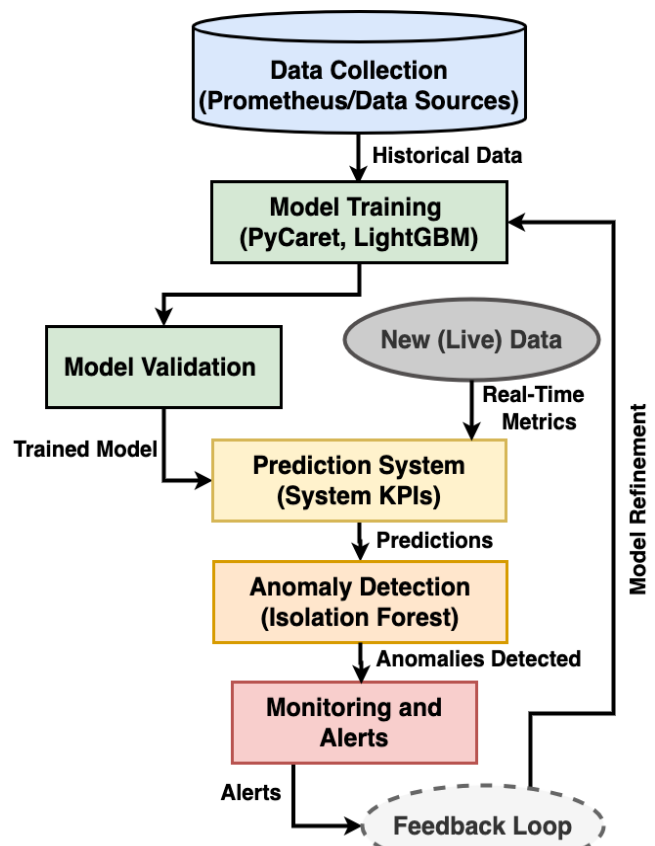 Data Collection
(Prometheus/Data Sources)
Historical Data
Model Training
(PyCaret, LightGBM)
Model Validation
New (Live) Data
Real-Time
Metrics
Trained Model
Prediction System
(System KPIs)
Predictions
Model Refinement
Anomaly Detection
(Isolation Forest)
Anomalies Detected
Monitoring and
Alerts
Alerts
Feedback Loop